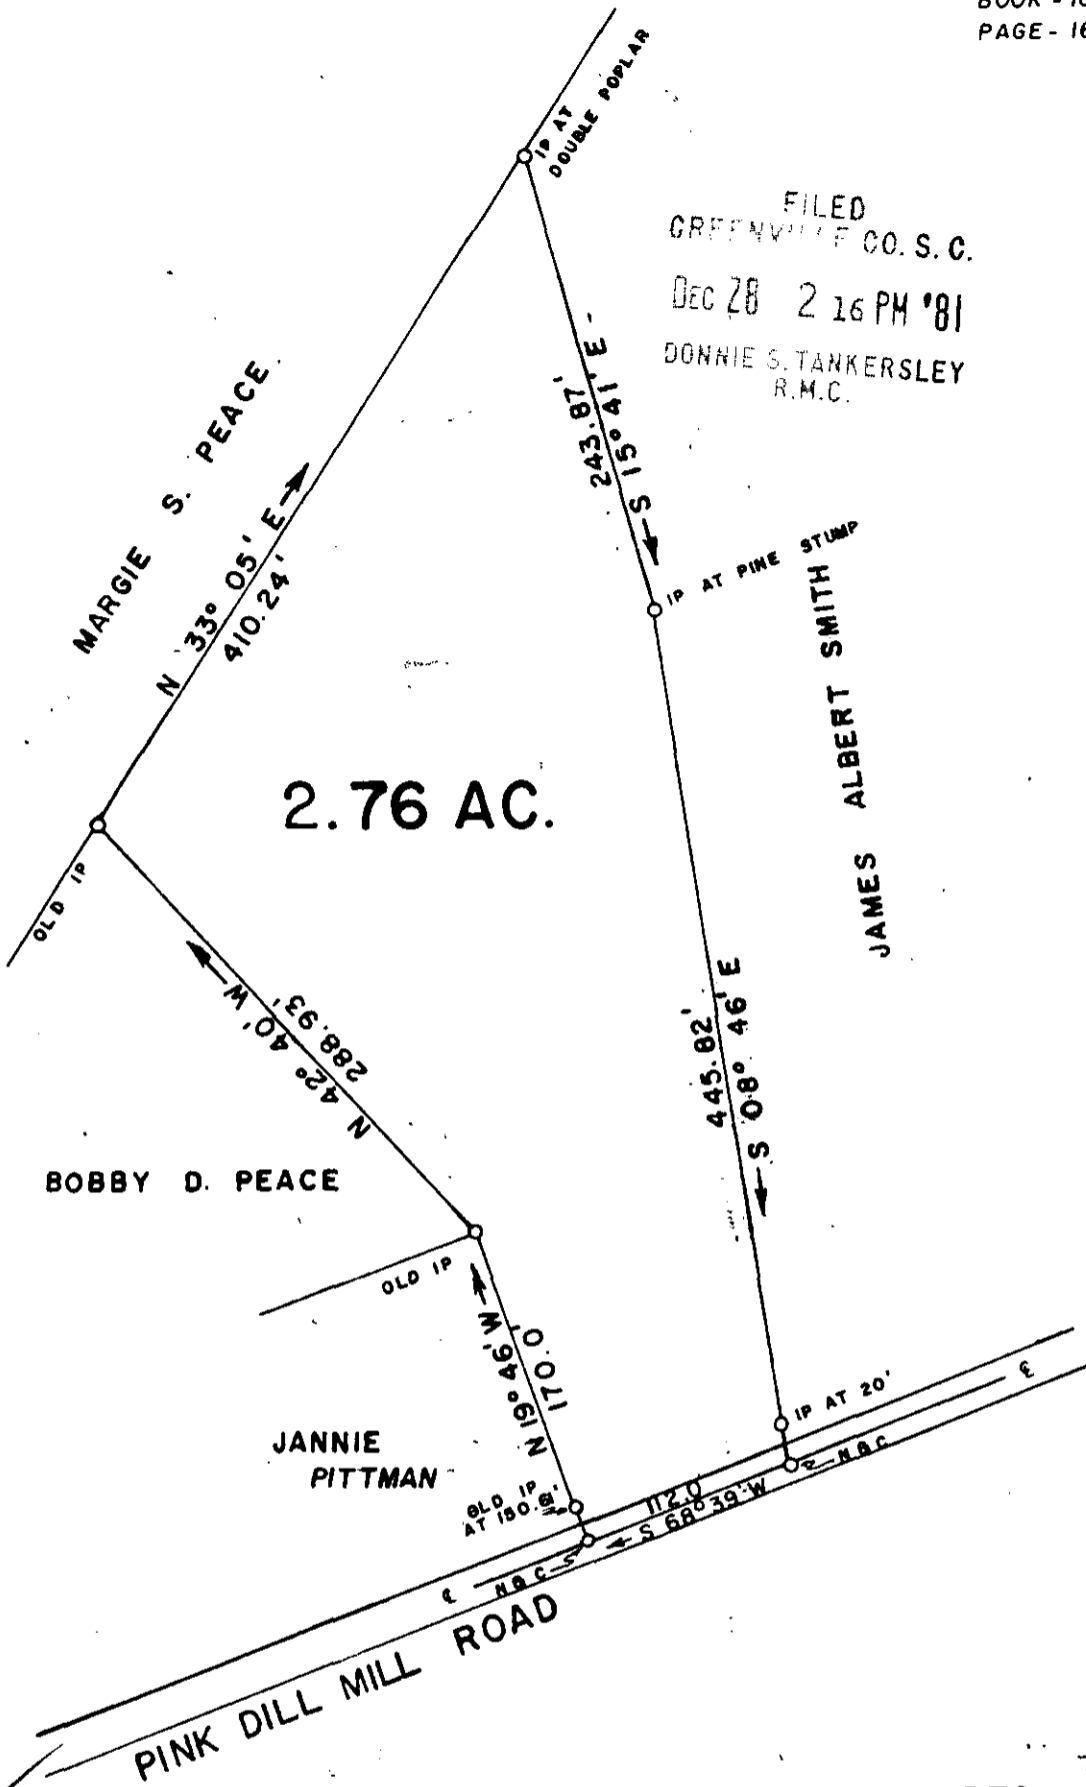 PAGE - 16
IP AT
DOUBLE POPLAR
FILED
GREENVILLE CO. S. C.
DEC 28 2 16 PM '81
DONNIE S. TANKERSLEY
R.M.C.
MARGIE S. PEACE
N 33° 05' E
410.24'
243.87'
S 15° 41' E
IP AT PINE STUMP
JAMES ALBERT SMITH
2.76 AC.
OLD IP
N 42° 40' W
288.93'
445.82'
S 08° 46' E
BOBBY D. PEACE
OLD IP
N 19° 46' W
170.0'
JANNIE
PITTMAN
OLD IP
AT 150.61'
IP AT 20'
N&C
112.0'
S 68° 39' W
N&C
PINK DILL MILL ROAD